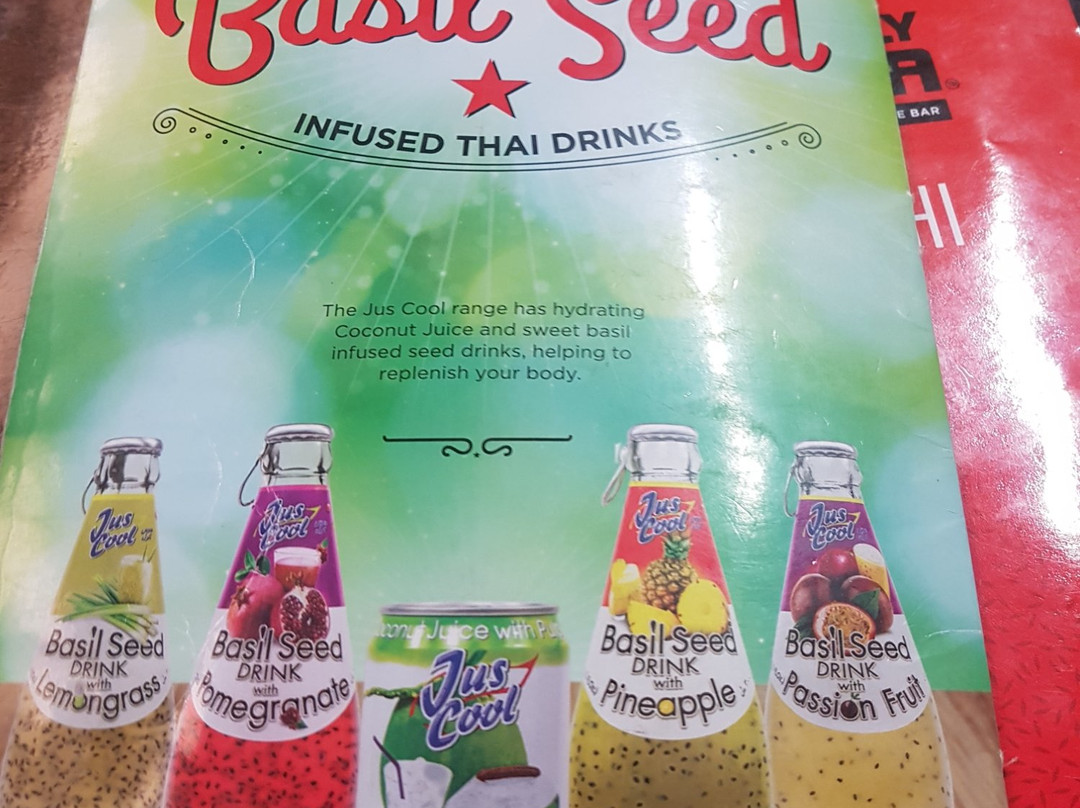 Basil Seed
INFUSED THAI DRINKS
The Jus Cool range has hydrating
Coconut Juice and sweet basil
infused seed drinks, helping to
replenish your body.
Jus
Cool
Basil Seed
DRINK
with
Lemongrass
Jus
Cool
Basil Seed
DRINK
with
Pomegranate
Juice with
Jus
Cool
Jus
Cool
Basil Seed
DRINK
with
Pineapple
Jus
Cool
Basil Seed
DRINK
with
Passion Fruit
BAR
HI